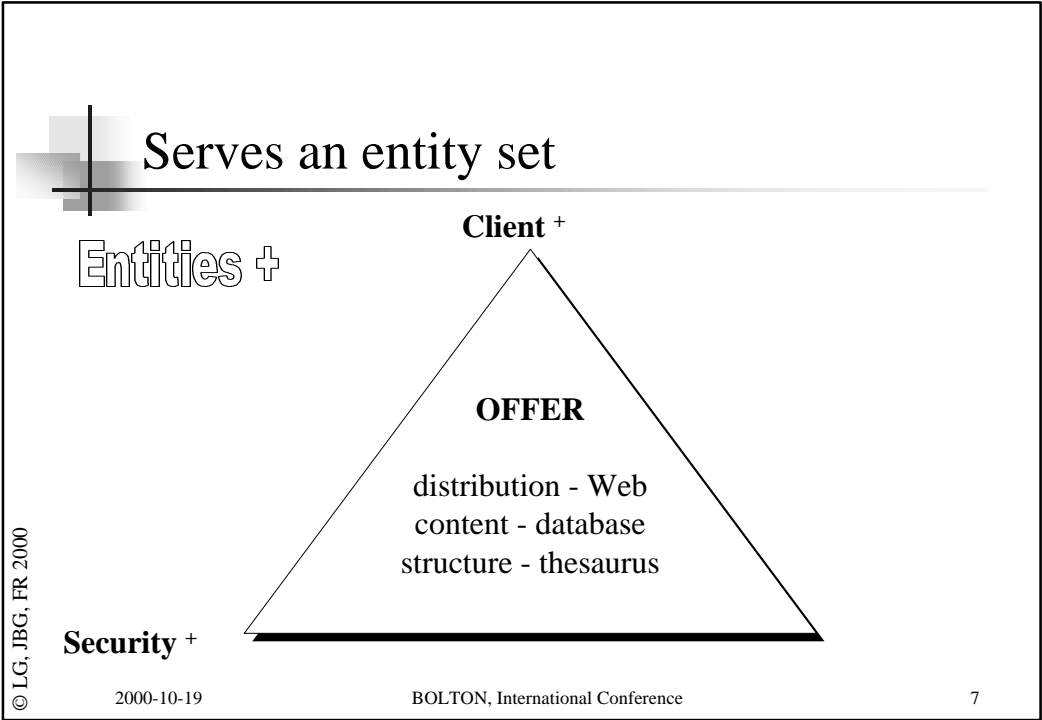 Serves an entity set
Client +
Entities +
OFFER
distribution - Web
content - database
structure - thesaurus
Security +
© LG, JBG, FR 2000
2000-10-19 BOLTON, International Conference 7